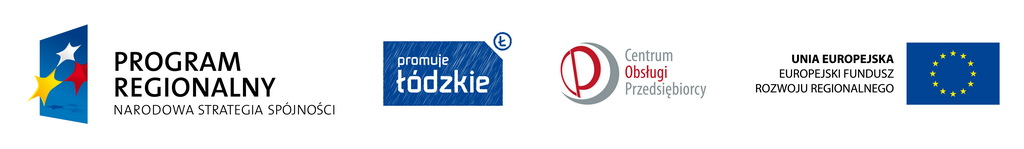 PROGRAM
REGIONALNY
NARODOWA STRATEGIA SPÓJNOŚCI
promuje
łódzkie
Ł
Centrum
Obsługi
Przedsiębiorcy
UNIA EUROPEJSKA
EUROPEJSKI FUNDUSZ
ROZWOJU REGIONALNEGO